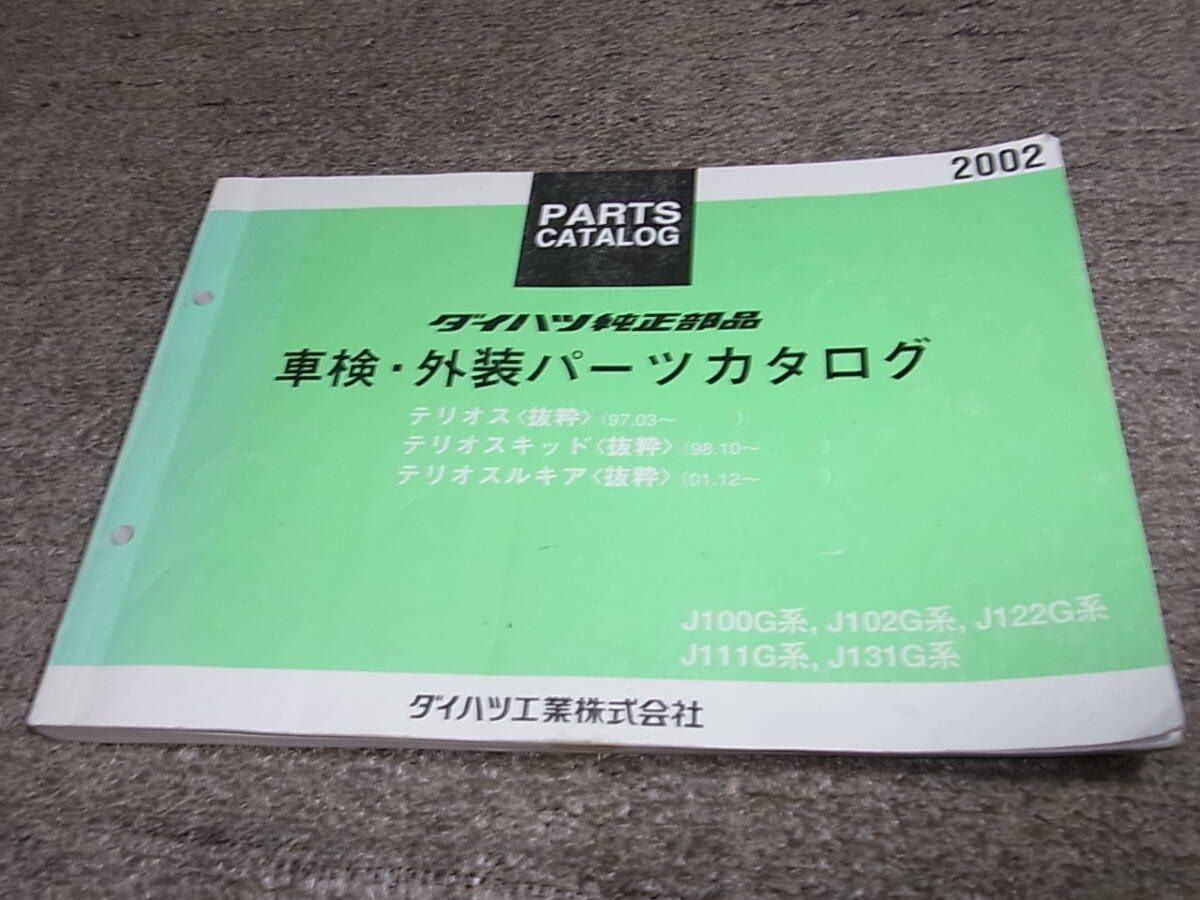 2002
PARTS
CATALOG
ダイハツ純正部品
車検・外装パーツカタログ
テリオス〈抜粋〉(97.03～　　　)
テリオスキッド〈抜粋〉(98.10～　　　)
テリオスルキア〈抜粋〉(01.12～　　　)
J100G系, J102G系, J122G系
J111G系, J131G系
ダイハツ工業株式会社